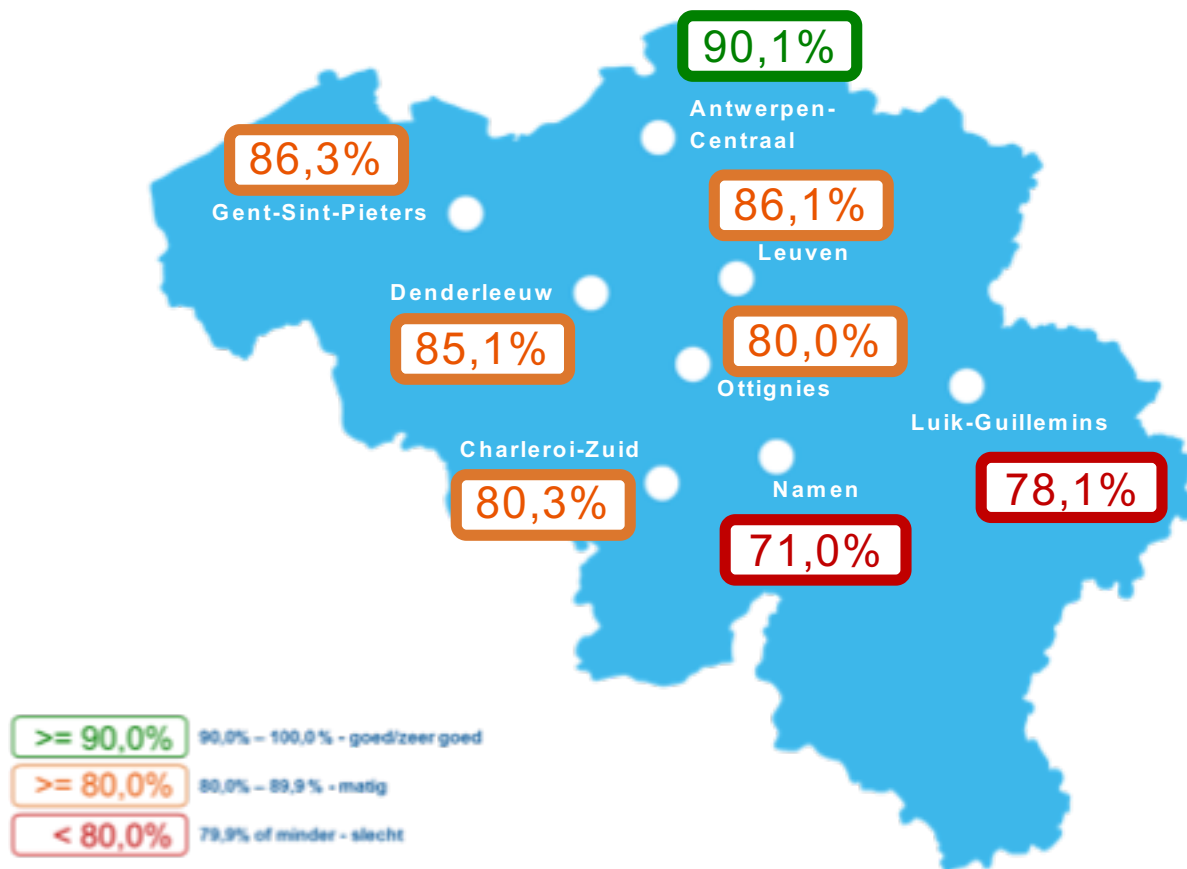 90,1%
Antwerpen-
Centraal
86,3%
Gent-Sint-Pieters
86,1%
Leuven
Denderleeuw
85,1%
80,0%
Ottignies
Luik-Guillemins
78,1%
Charleroi-Zuid
80,3%
Namen
71,0%
>= 90,0% 90,0% – 100,0% - goed/zeer goed
>= 80,0% 80,0% – 89,9% - matig
< 80,0% 79,9% of minder - slecht